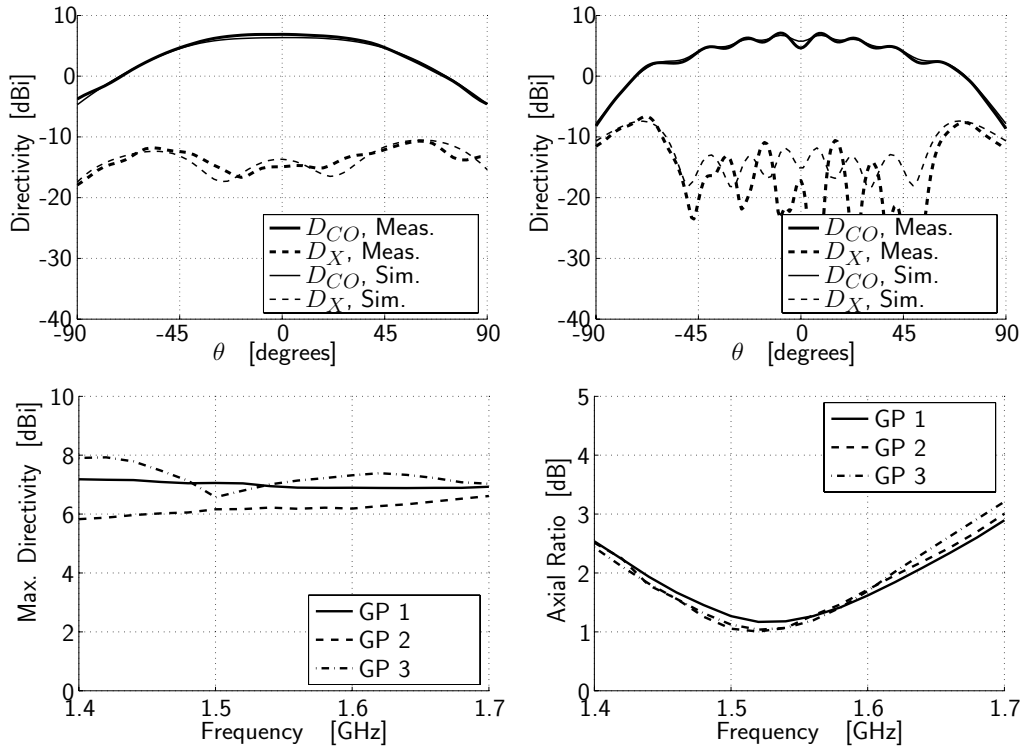 10
0
-10
-20
-30
-40
Directivity [dBi]
-90
-45
0
45
90
θ [degrees]
D_CO, Meas.
D_X, Meas.
D_CO, Sim.
D_X, Sim.
10
0
-10
-20
-30
-40
Directivity [dBi]
-90
-45
0
45
90
θ [degrees]
D_CO, Meas.
D_X, Meas.
D_CO, Sim.
D_X, Sim.
10
8
6
4
2
0
Max. Directivity [dBi]
1.4
1.5
1.6
1.7
Frequency [GHz]
GP 1
GP 2
GP 3
5
4
3
2
1
0
Axial Ratio [dB]
1.4
1.5
1.6
1.7
Frequency [GHz]
GP 1
GP 2
GP 3